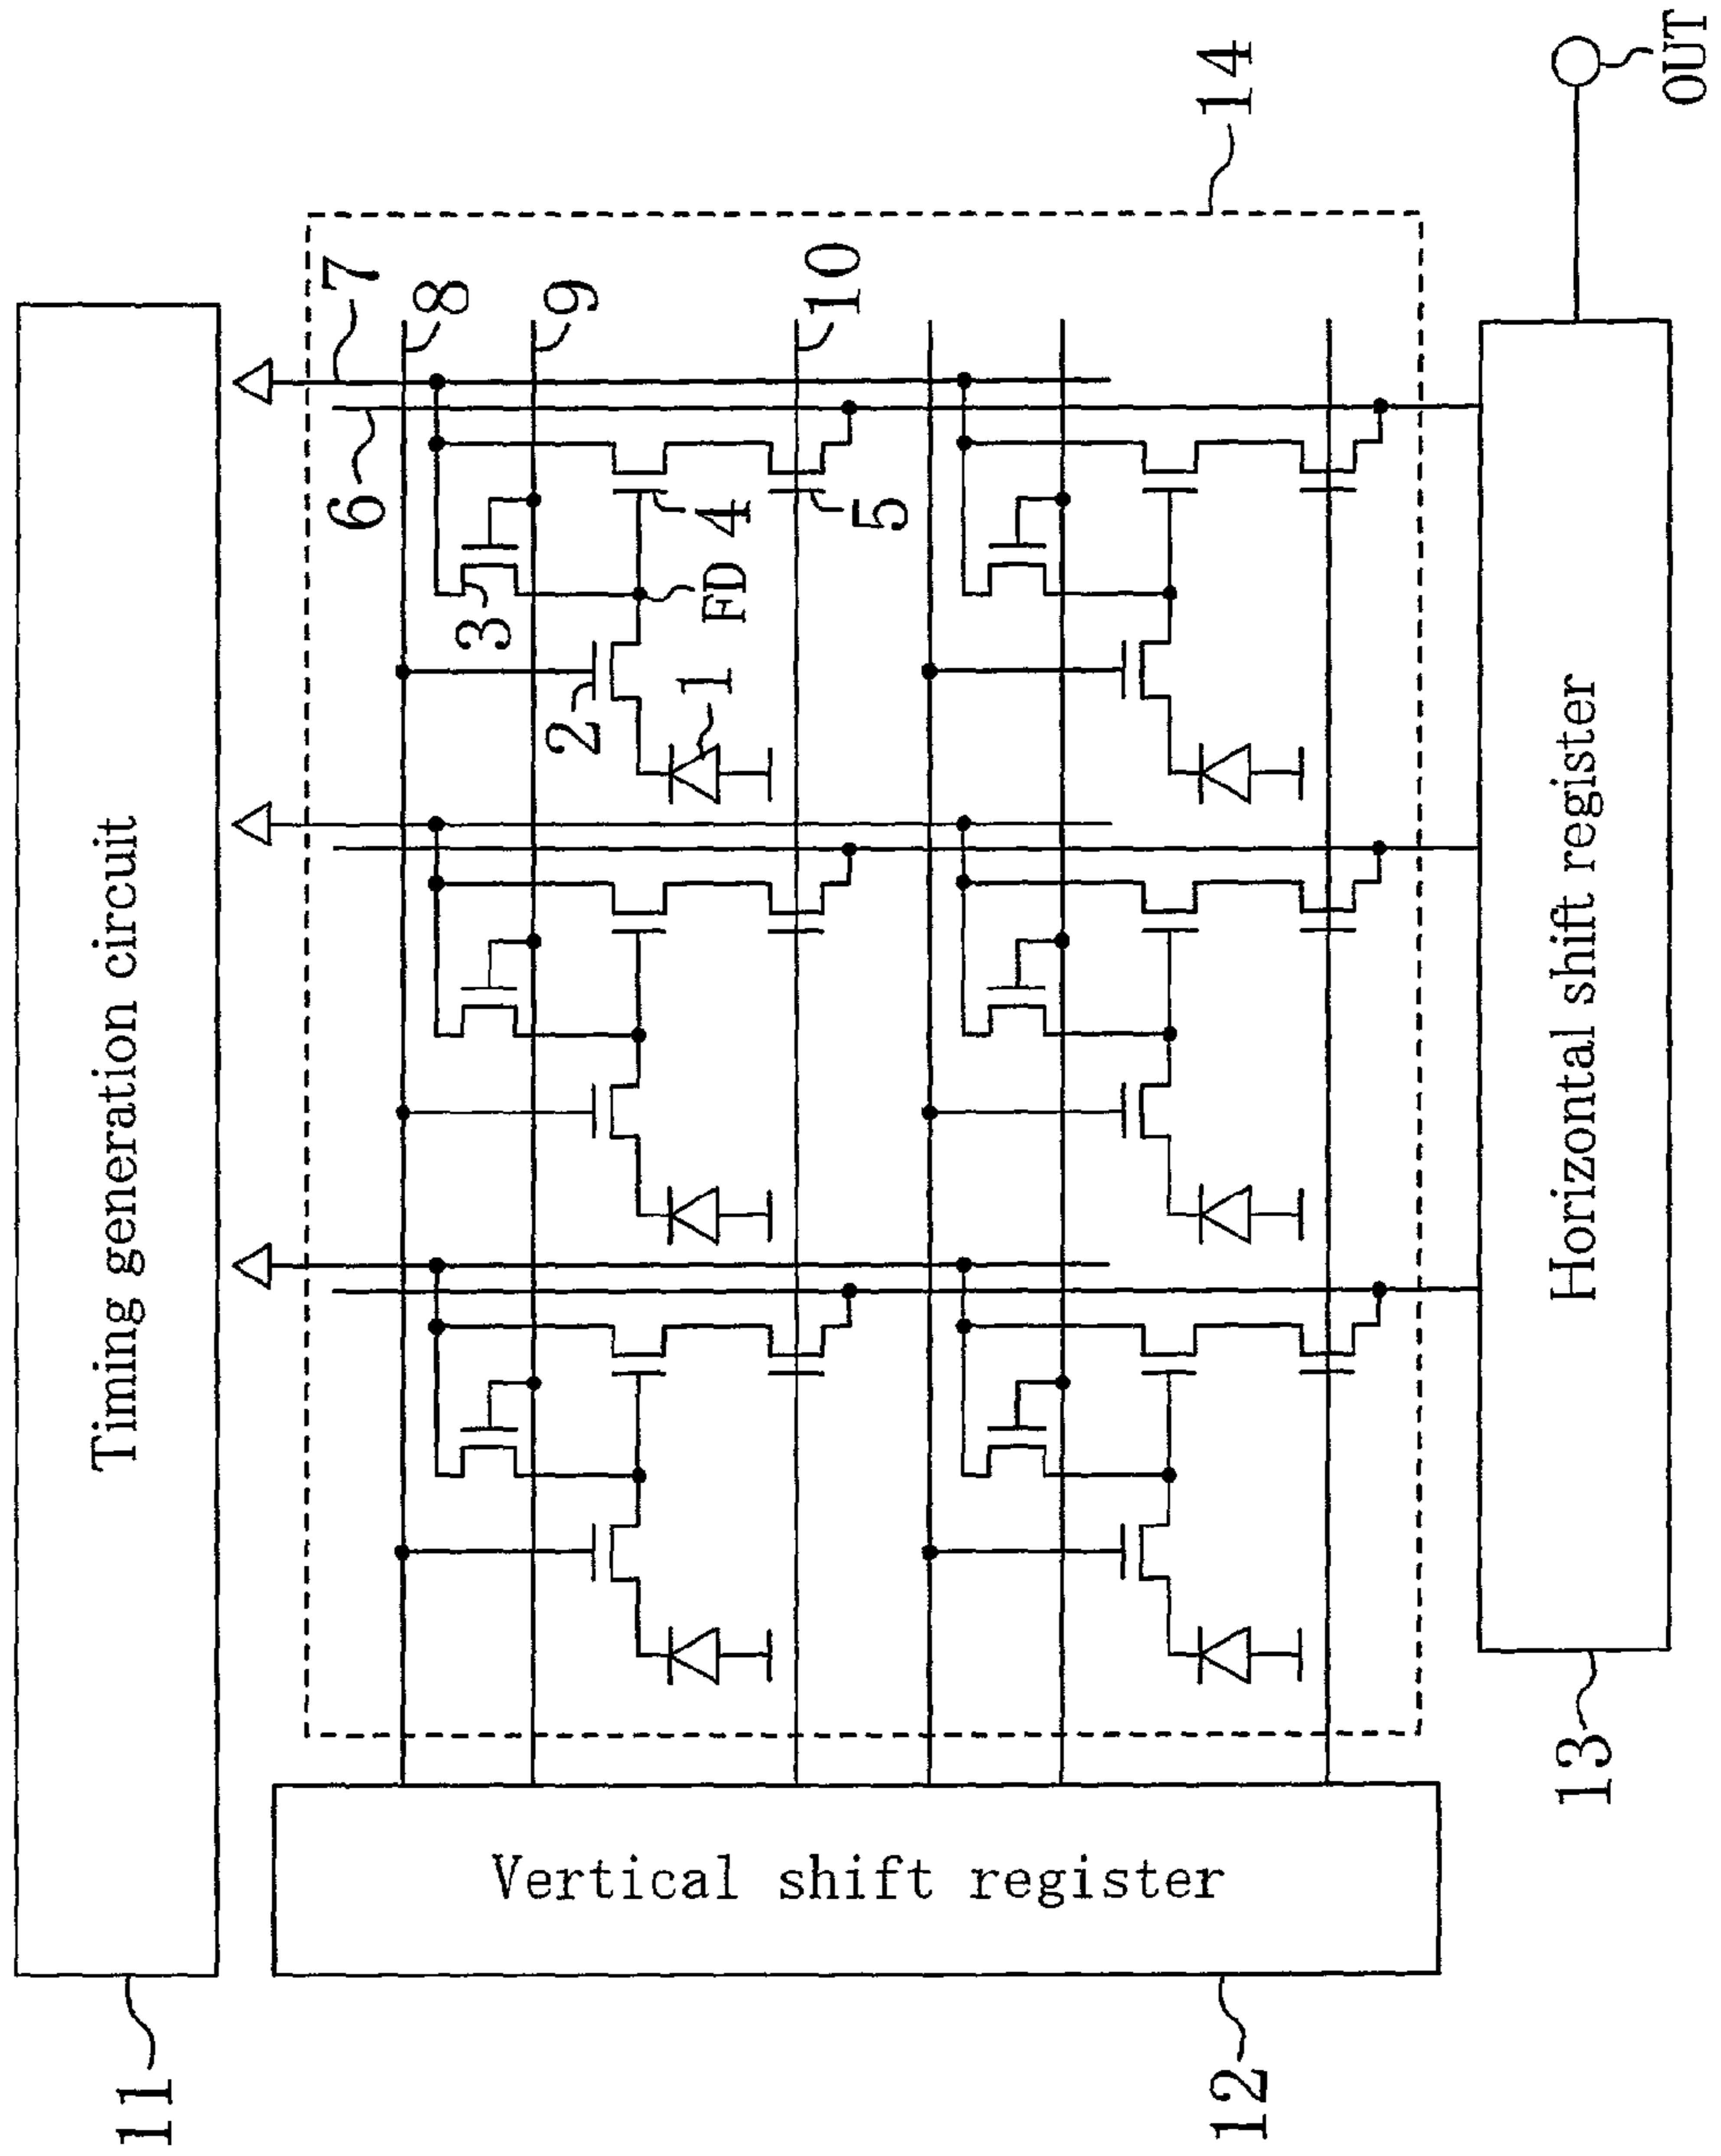 11
Timing generation circuit
7
8
9
10
14
6
3
2
4
5
FD
1
12
Vertical shift register
13
Horizontal shift register
OUT